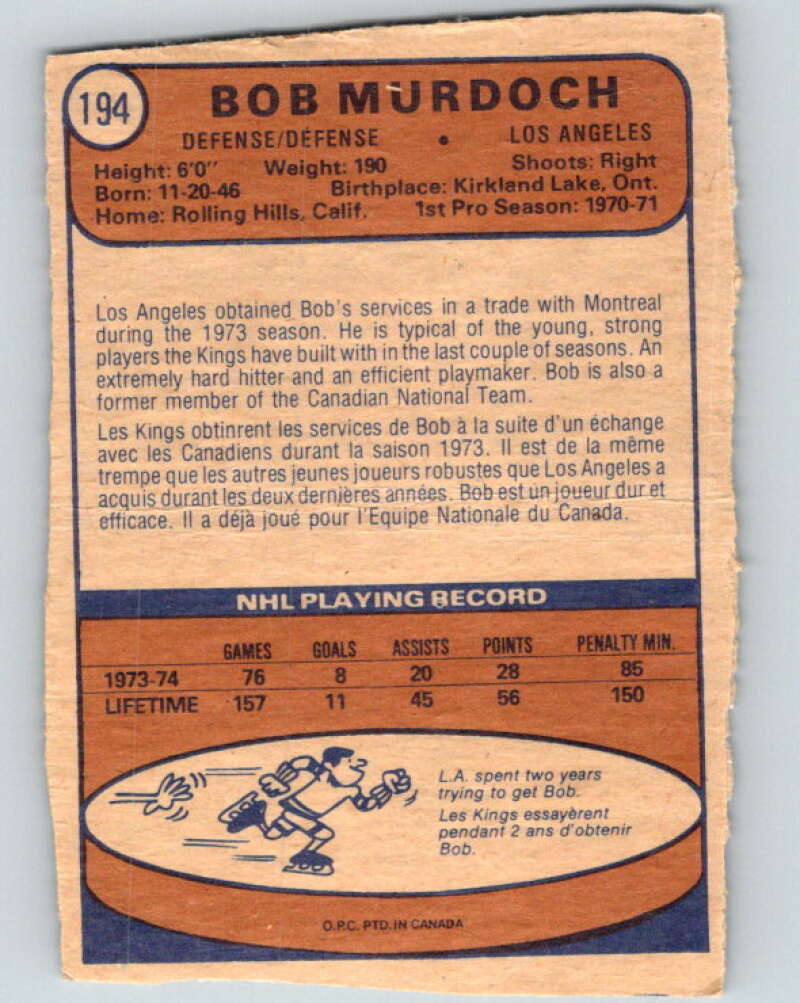 194
BOB MURDOCH
DEFENSE/DÉFENSE • LOS ANGELES
Height: 6'0" Weight: 190 Shoots: Right
Born: 11-20-46 Birthplace: Kirkland Lake, Ont.
Home: Rolling Hills, Calif. 1st Pro Season: 1970-71
Los Angeles obtained Bob's services in a trade with Montreal
during the 1973 season. He is typical of the young, strong
players the Kings have built with in the last couple of seasons. An
extremely hard hitter and an efficient playmaker. Bob is also a
former member of the Canadian National Team.
Les Kings obtinrent les services de Bob à la suite d'un échange
avec les Canadiens durant la saison 1973. Il est de la même
trempe que les autres jeunes joueurs robustes que Los Angeles a
acquis durant les deux dernières années. Bob est un joueur dur et
efficace. Il a déjà joué pour l'Equipe Nationale du Canada.
NHL PLAYING RECORD
GAMES GOALS ASSISTS POINTS PENALTY MIN.
1973-74 76 8 20 28 85
LIFETIME 157 11 45 56 150
L.A. spent two years
trying to get Bob.
Les Kings essayèrent
pendant 2 ans d'obtenir
Bob.
O.P.C. PTD. IN CANADA